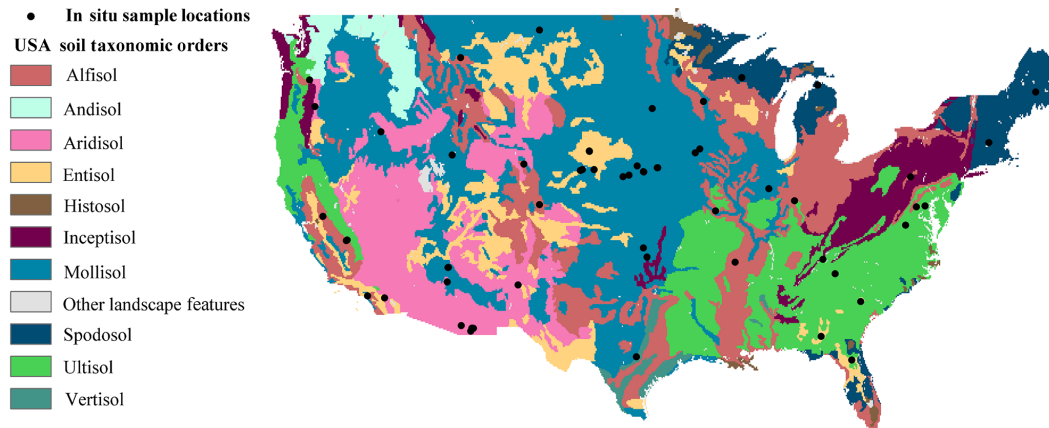 In situ sample locations
USA soil taxonomic orders
Alfisol
Andisol
Aridisol
Entisol
Histosol
Inceptisol
Mollisol
Other landscape features
Spodosol
Ultisol
Vertisol